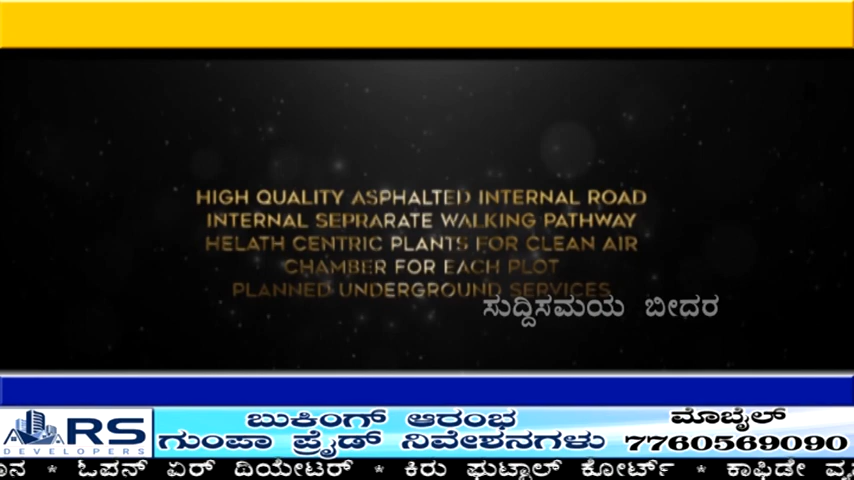 HIGH QUALITY ASPHALTED INTERNAL ROAD
INTERNAL SEPRARATE WALKING PATHWAY
HELATH CENTRIC PLANTS FOR CLEAN AIR
CHAMBER FOR EACH PLOT
PLANNED UNDERGROUND SERVICES
ಸುದ್ದಿಸಮಯ ಬೀದರ
RS
DEVELOPERS
ಬುಕಿಂಗ್ ಆರಂಭ
ಗುಂಪಾ ಪ್ರೈಡ್ ನಿವೇಶನಗಳು
ಮೊಬೈಲ್
7760569090
* ಓಪನ್ ಏರ್ ದಿಯೇಟರ್ * ಕಿರು ಫುಟ್ಬಾಲ್ ಕೋರ್ಟ್ * ಕಾಫಿಡೇ